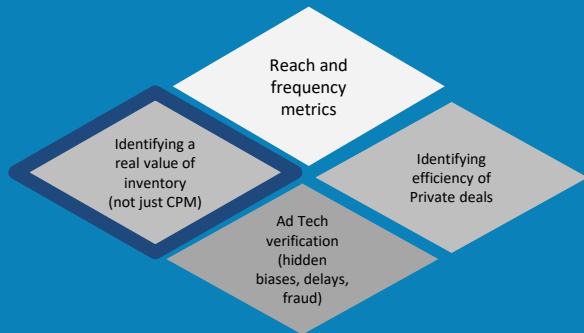 Reach and
frequency
metrics
Identifying a
real value of
inventory
(not just CPM)
Identifying
efficiency of
Private deals
Ad Tech
verification
(hidden
biases, delays,
fraud)